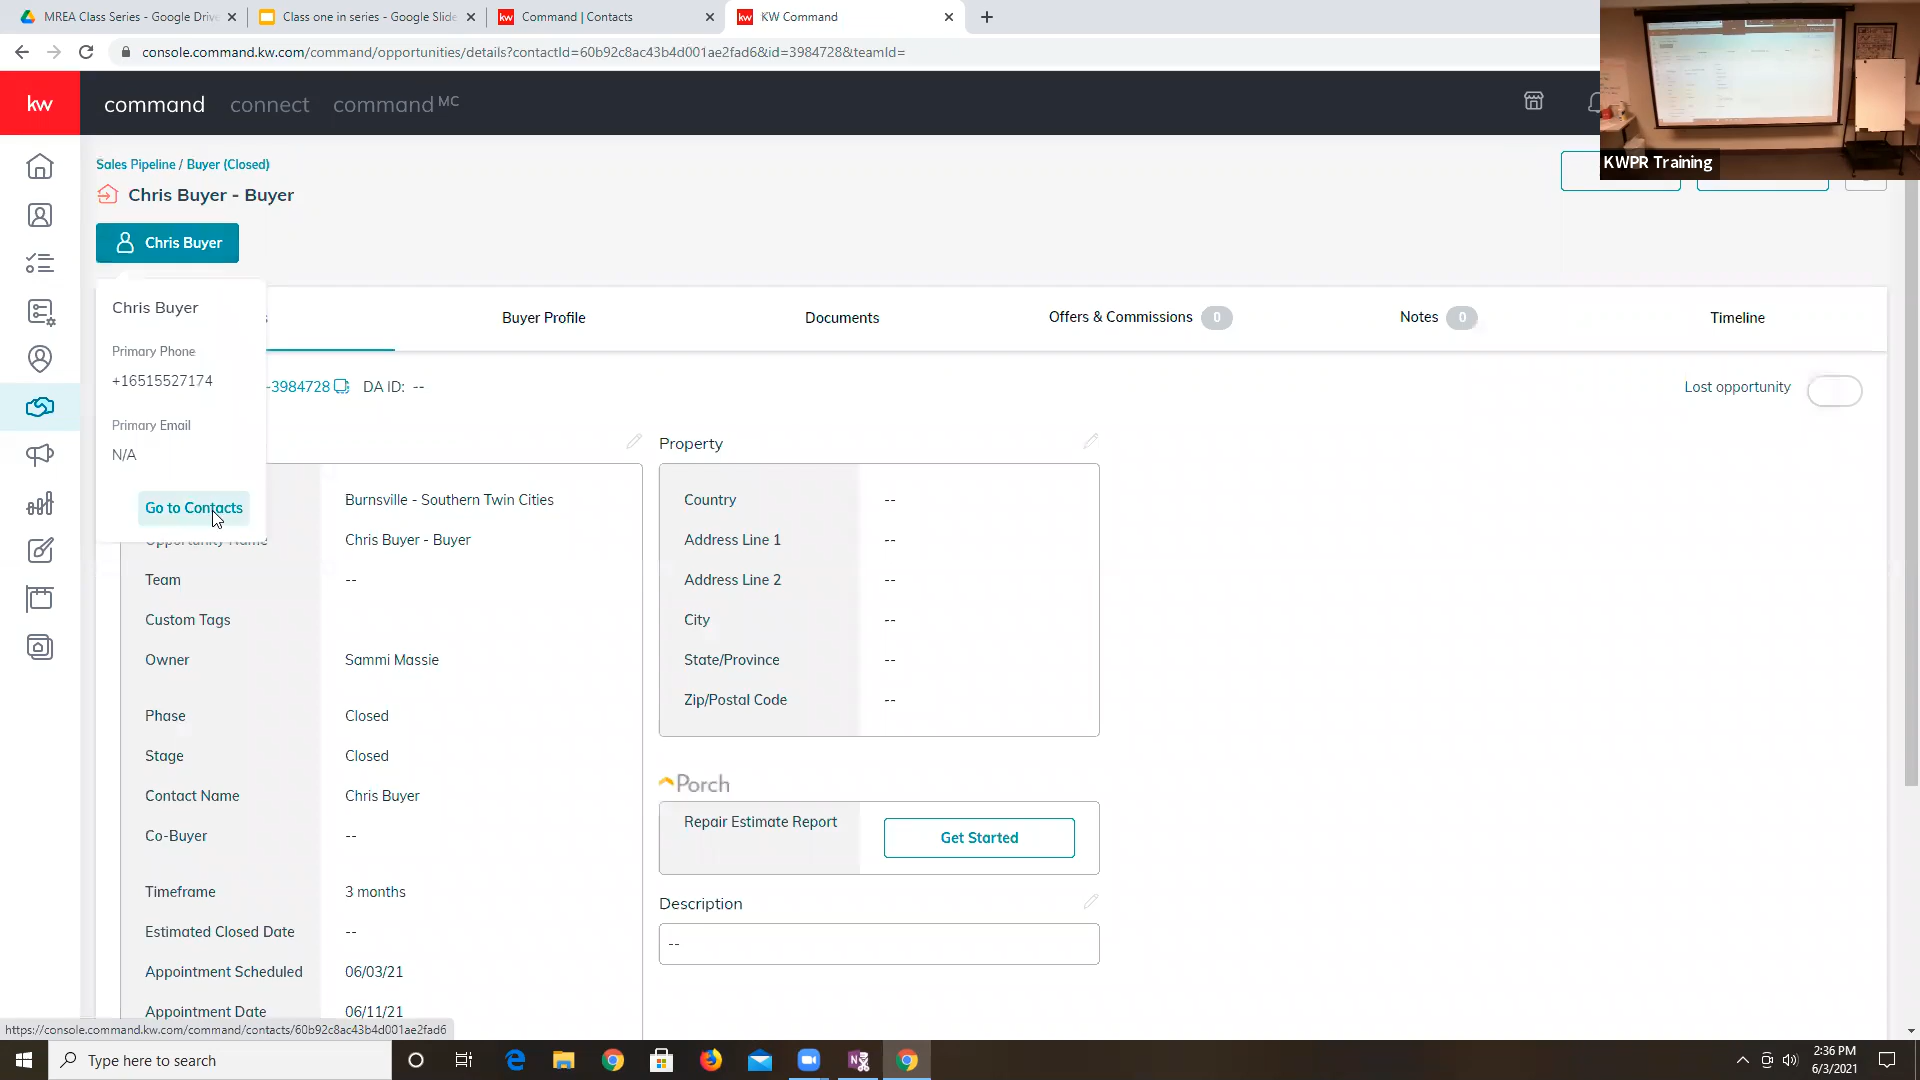 MREA Class Series - Google Drive
Class one in series - Google Slide
Command | Contacts
KW Command
console.command.kw.com/command/opportunities/details?contactId=60b92c8ac43b4d001ae2fad6&id=3984728&teamId=
kw
command
connect
command MC
KWPR Training
Sales Pipeline / Buyer (Closed)
Chris Buyer - Buyer
Chris Buyer
Chris Buyer
Primary Phone
+16515527174
Primary Email
N/A
Go to Contacts
Buyer Profile
Documents
Offers & Commissions 0
Notes 0
Timeline
-3984728
DA ID: --
Lost opportunity
Burnsville - Southern Twin Cities
Opportunity Name
Chris Buyer - Buyer
Team
--
Custom Tags
Owner
Sammi Massie
Phase
Closed
Stage
Closed
Contact Name
Chris Buyer
Co-Buyer
--
Timeframe
3 months
Estimated Closed Date
--
Appointment Scheduled
06/03/21
Appointment Date
06/11/21
Property
Country
--
Address Line 1
--
Address Line 2
--
City
--
State/Province
--
Zip/Postal Code
--
Porch
Repair Estimate Report
Get Started
Description
--
https://console.command.kw.com/command/contacts/60b92c8ac43b4d001ae2fad6
Type here to search
2:36 PM
6/3/2021